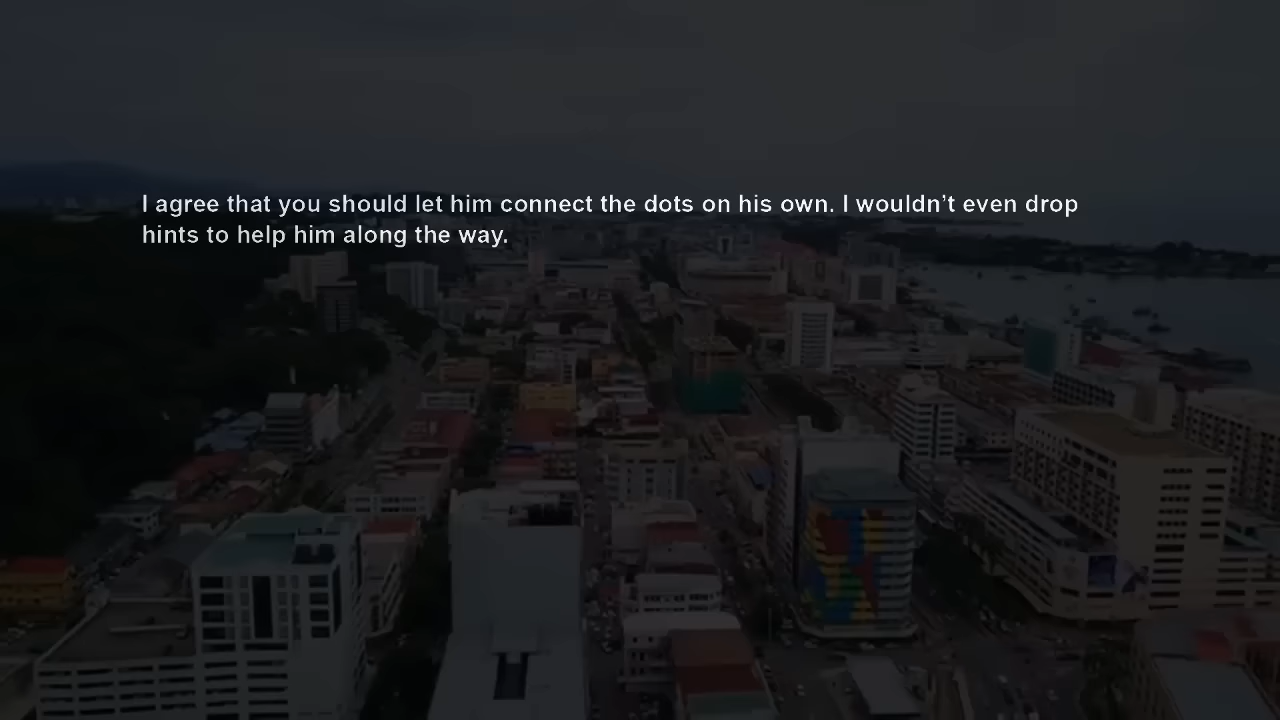 I agree that you should let him connect the dots on his own. I wouldn’t even drop
hints to help him along the way.